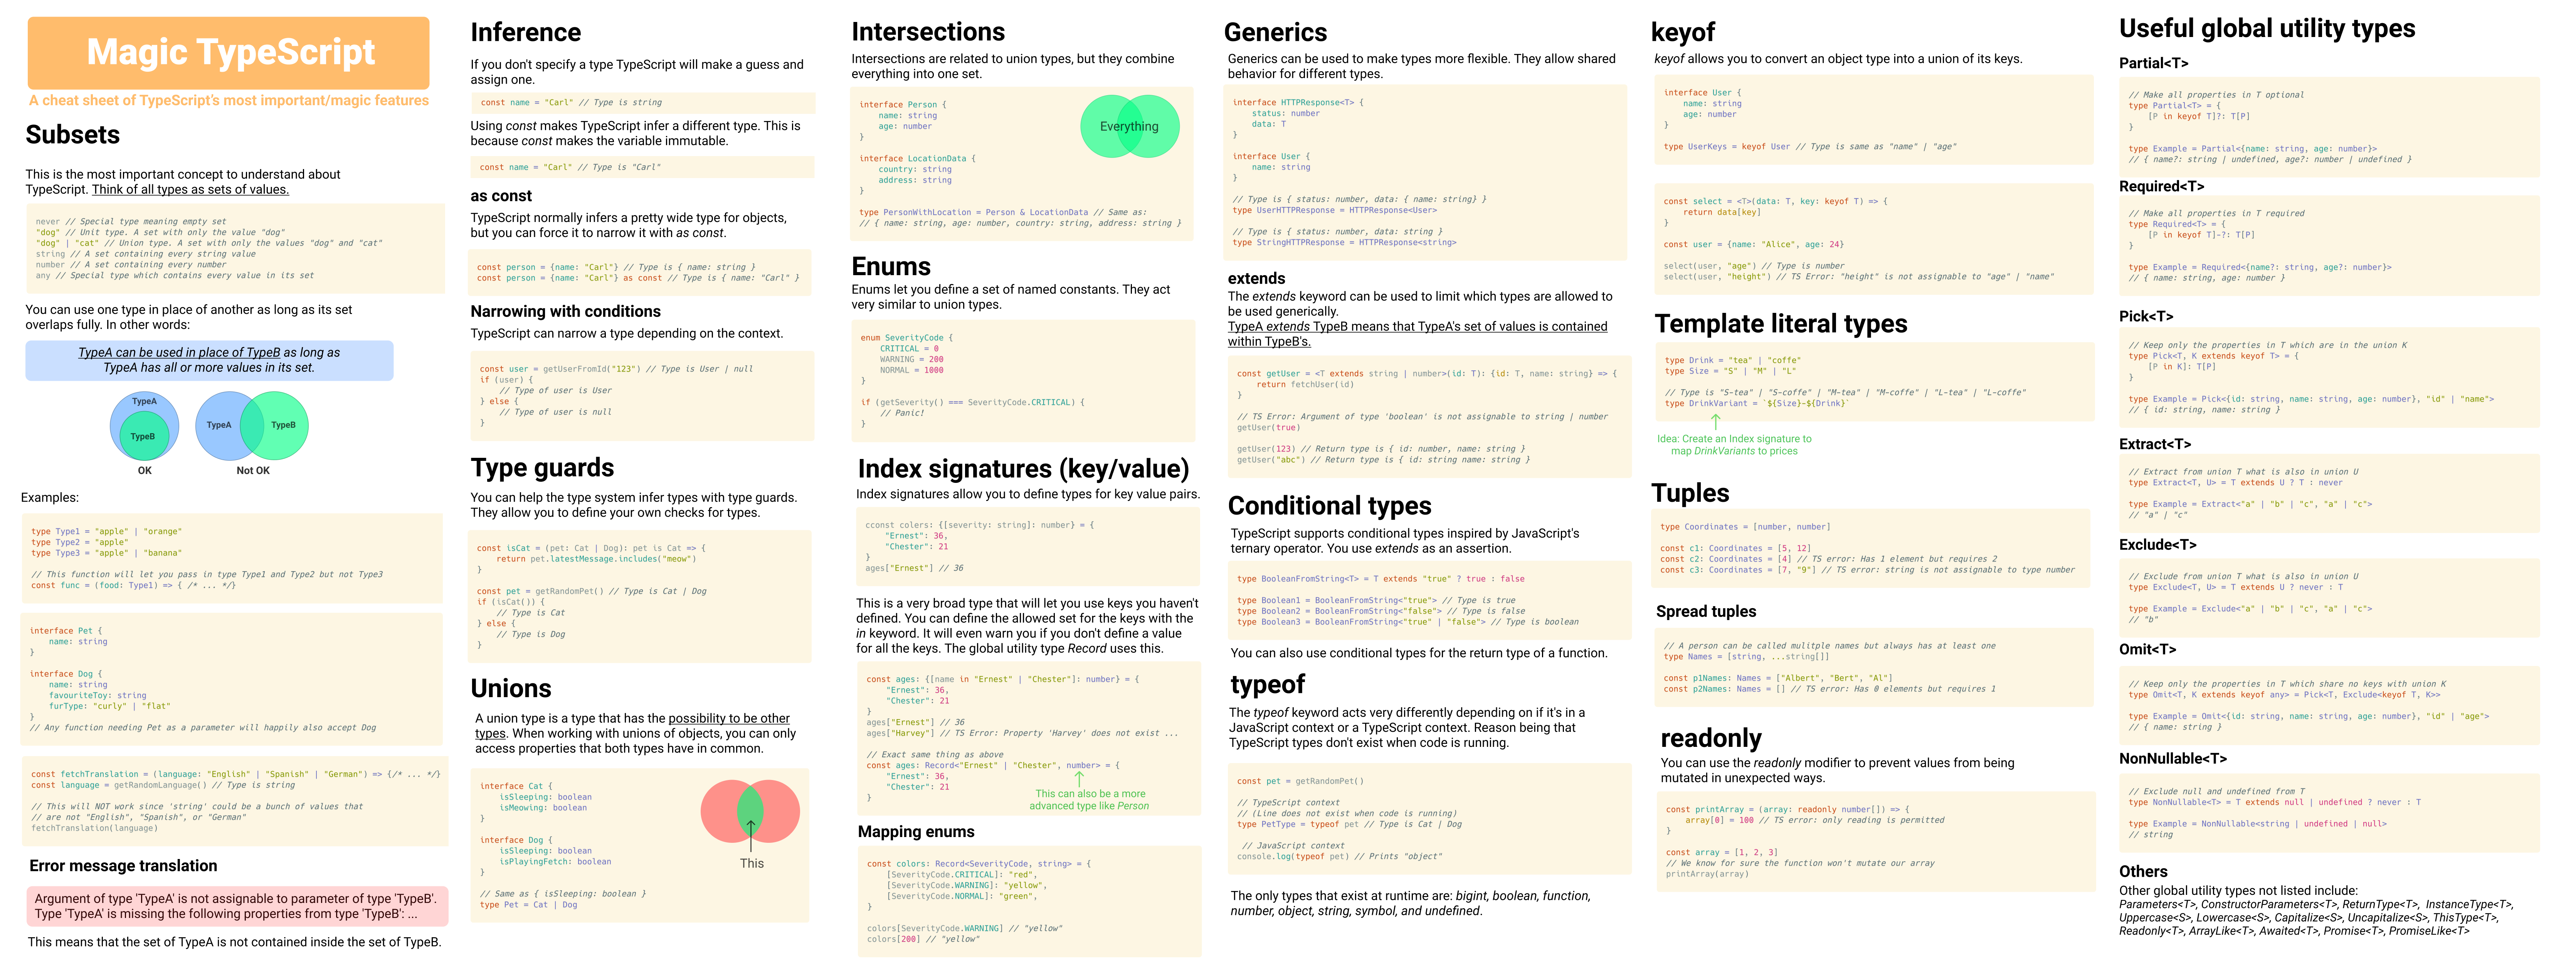 Magic TypeScript
A cheat sheet of TypeScript's most important/magic features
Subsets
This is the most important concept to understand about
TypeScript. Think of all types as sets of values.
never // Special type meaning empty set
"dog" // Unit type. A set with only the value "dog"
"dog" | "cat" // Union type. A set with only the values "dog" and "cat"
string // A set containing every string value
number // A set containing every number
any // Special type which contains every value in its set
You can use one type in place of another as long as its set
overlaps fully. In other words:
TypeA can be used in place of TypeB as long as
TypeA has all or more values in its set.
TypeA
TypeB
OK
TypeA
TypeB
Not OK
Examples:
type Type1 = "apple" | "orange"
type Type2 = "apple"
type Type3 = "apple" | "banana"
// This function will let you pass in type Type1 and Type2 but not Type3
const func = (food: Type1) => { /* ... */}
interface Pet {
name: string
}
interface Dog {
name: string
favouriteToy: string
furType: "curly" | "flat"
}
// Any function needing Pet as a parameter will happily also accept Dog
const fetchTranslation = (language: "English" | "Spanish" | "German") => {/* ... */}
const language = getRandomLanguage() // Type is string
// This will NOT work since 'string' could be a bunch of values that
// are not "English", "Spanish", or "German"
fetchTranslation(language)
Error message translation
Argument of type 'TypeA' is not assignable to parameter of type 'TypeB'.
Type 'TypeA' is missing the following properties from type 'TypeB': ...
This means that the set of TypeA is not contained inside the set of TypeB.
Inference
If you don't specify a type TypeScript will make a guess and
assign one.
const name = "Carl" // Type is string
Using const makes TypeScript infer a different type. This is
because const makes the variable immutable.
const name = "Carl" // Type is "Carl"
as const
TypeScript normally infers a pretty wide type for objects,
but you can force it to narrow it with as const.
const person = {name: "Carl"} // Type is { name: string }
const person = {name: "Carl"} as const // Type is { name: "Carl" }
Narrowing with conditions
TypeScript can narrow a type depending on the context.
const user = getUserFromId("123") // Type is User | null
if (user) {
// Type of user is User
} else {
// Type of user is null
}
Type guards
You can help the type system infer types with type guards.
They allow you to define your own checks for types.
const isCat = (pet: Cat | Dog): pet is Cat => {
return pet.latestMessage.includes("meow")
}
const pet = getRandomPet() // Type is Cat | Dog
if (isCat()) {
// Type is Cat
} else {
// Type is Dog
}
Unions
A union type is a type that has the possibility to be other
types. When working with unions of objects, you can only
access properties that both types have in common.
interface Cat {
isSleeping: boolean
isMeowing: boolean
}
interface Dog {
isSleeping: boolean
isPlayingFetch: boolean
}
// Same as { isSleeping: boolean }
type Pet = Cat | Dog
This
Intersections
Intersections are related to union types, but they combine
everything into one set.
interface Person {
name: string
age: number
}
interface LocationData {
country: string
address: string
}
type PersonWithLocation = Person & LocationData // Same as:
// { name: string, age: number, country: string, address: string }
Everything
Enums
Enums let you define a set of named constants. They act
very similar to union types.
enum SeverityCode {
CRITICAL = 0
WARNING = 200
NORMAL = 1000
}
if (getSeverity() === SeverityCode.CRITICAL) {
// Panic!
}
Index signatures (key/value)
Index signatures allow you to define types for key value pairs.
cconst colers: {[severity: string]: number} = {
"Ernest": 36,
"Chester": 21
}
ages["Ernest"] // 36
This is a very broad type that will let you use keys you haven't
defined. You can define the allowed set for the keys with the
in keyword. It will even warn you if you don't define a value
for all the keys. The global utility type Record uses this.
const ages: {[name in "Ernest" | "Chester"]: number} = {
"Ernest": 36,
"Chester": 21
}
ages["Ernest"] // 36
ages["Harvey"] // TS Error: Property 'Harvey' does not exist ...
// Exact same thing as above
const ages: Record<"Ernest" | "Chester", number> = {
"Ernest": 36,
"Chester": 21
}
This can also be a more
advanced type like Person
Mapping enums
const colors: Record<SeverityCode, string> = {
[SeverityCode.CRITICAL]: "red",
[SeverityCode.WARNING]: "yellow",
[SeverityCode.NORMAL]: "green",
}
colors[SeverityCode.WARNING] // "yellow"
colors[200] // "yellow"
Generics
Generics can be used to make types more flexible. They allow shared
behavior for different types.
interface HTTPResponse<T> {
status: number
data: T
}
interface User {
name: string
}
// Type is { status: number, data: { name: string} }
type UserHTTPResponse = HTTPResponse<User>
// Type is { status: number, data: string }
type StringHTTPResponse = HTTPResponse<string>
extends
The extends keyword can be used to limit which types are allowed to
be used generically.
TypeA extends TypeB means that TypeA's set of values is contained
within TypeB's.
const getUser = <T extends string | number>(id: T): {id: T, name: string} => {
return fetchUser(id)
}
// TS Error: Argument of type 'boolean' is not assignable to string | number
getUser(true)
getUser(123) // Return type is { id: number, name: string }
getUser("abc") // Return type is { id: string name: string }
Conditional types
TypeScript supports conditional types inspired by JavaScript's
ternary operator. You use extends as an assertion.
type BooleanFromString<T> = T extends "true" ? true : false
type Boolean1 = BooleanFromString<"true"> // Type is true
type Boolean2 = BooleanFromString<"false"> // Type is false
type Boolean3 = BooleanFromString<"true" | "false"> // Type is boolean
You can also use conditional types for the return type of a function.
typeof
The typeof keyword acts very differently depending on if it's in a
JavaScript context or a TypeScript context. Reason being that
TypeScript types don't exist when code is running.
const pet = getRandomPet()
// TypeScript context
// (Line does not exist when code is running)
type PetType = typeof pet // Type is Cat | Dog
// JavaScript context
console.log(typeof pet) // Prints "object"
The only types that exist at runtime are: bigint, boolean, function,
number, object, string, symbol, and undefined.
keyof
keyof allows you to convert an object type into a union of its keys.
interface User {
name: string
age: number
}
type UserKeys = keyof User // Type is same as "name" | "age"
const select = <T>(data: T, key: keyof T) => {
return data[key]
}
const user = {name: "Alice", age: 24}
select(user, "age") // Type is number
select(user, "height") // TS Error: "height" is not assignable to "age" | "name"
Template literal types
type Drink = "tea" | "coffe"
type Size = "S" | "M" | "L"
// Type is "S-tea" | "S-coffe" | "M-tea" | "M-coffe" | "L-tea" | "L-coffe"
type DrinkVariant = `${Size}-${Drink}`
Idea: Create an Index signature to
map DrinkVariants to prices
Tuples
type Coordinates = [number, number]
const c1: Coordinates = [5, 12]
const c2: Coordinates = [4] // TS error: Has 1 element but requires 2
const c3: Coordinates = [7, "9"] // TS error: string is not assignable to type number
Spread tuples
// A person can be called mulitple names but always has at least one
type Names = [string, ...string[]]
const p1Names: Names = ["Albert", "Bert", "Al"]
const p2Names: Names = [] // TS error: Has 0 elements but requires 1
readonly
You can use the readonly modifier to prevent values from being
mutated in unexpected ways.
const printArray = (array: readonly number[]) => {
array[0] = 100 // TS error: only reading is permitted
}
const array = [1, 2, 3]
// We know for sure the function won't mutate our array
printArray(array)
Useful global utility types
Partial<T>
// Make all properties in T optional
type Partial<T> = {
[P in keyof T]?: T[P]
}
type Example = Partial<{name: string, age: number}>
// { name?: string | undefined, age?: number | undefined }
Required<T>
// Make all properties in T required
type Required<T> = {
[P in keyof T]-?: T[P]
}
type Example = Required<{name?: string, age?: number}>
// { name: string, age: number }
Pick<T>
// Keep only the properties in T which are in the union K
type Pick<T, K extends keyof T> = {
[P in K]: T[P]
}
type Example = Pick<{id: string, name: string, age: number}, "id" | "name">
// { id: string, name: string }
Extract<T>
// Extract from union T what is also in union U
type Extract<T, U> = T extends U ? T : never
type Example = Extract<"a" | "b" | "c", "a" | "c">
// "a" | "c"
Exclude<T>
// Exclude from union T what is also in union U
type Exclude<T, U> = T extends U ? never : T
type Example = Exclude<"a" | "b" | "c", "a" | "c">
// "b"
Omit<T>
// Keep only the properties in T which share no keys with union K
type Omit<T, K extends keyof any> = Pick<T, Exclude<keyof T, K>>
type Example = Omit<{id: string, name: string, age: number}, "id" | "age">
// { name: string }
NonNullable<T>
// Exclude null and undefined from T
type NonNullable<T> = T extends null | undefined ? never : T
type Example = NonNullable<string | undefined | null>
// string
Others
Other global utility types not listed include:
Parameters<T>, ConstructorParameters<T>, ReturnType<T>, InstanceType<T>,
Uppercase<S>, Lowercase<S>, Capitalize<S>, Uncapitalize<S>, ThisType<T>,
Readonly<T>, ArrayLike<T>, Awaited<T>, Promise<T>, PromiseLike<T>